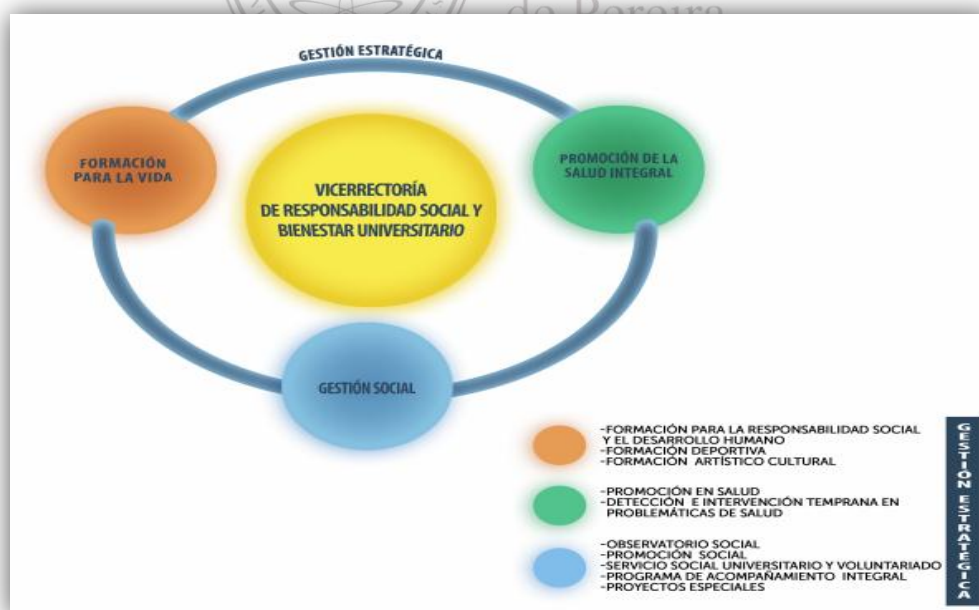 de Pereira
GESTIÓN ESTRATÉGICA
FORMACIÓN
PARA LA VIDA
PROMOCIÓN DE LA
SALUD INTEGRAL
VICERRECTORÍA
DE RESPONSABILIDAD SOCIAL Y
BIENESTAR UNIVERSITARIO
GESTIÓN SOCIAL
-FORMACIÓN PARA LA RESPONSABILIDAD SOCIAL
Y EL DESARROLLO HUMANO
-FORMACIÓN DEPORTIVA
-FORMACIÓN ARTÍSTICO CULTURAL
-PROMOCIÓN EN SALUD
-DETECCIÓN E INTERVENCIÓN TEMPRANA EN
PROBLEMÁTICAS DE SALUD
-OBSERVATORIO SOCIAL
-PROMOCIÓN SOCIAL
-SERVICIO SOCIAL UNIVERSITARIO Y VOLUNTARIADO
-PROGRAMA DE ACOMPAÑAMIENTO INTEGRAL
-PROYECTOS ESPECIALES
GESTIÓN ESTRATÉGICA